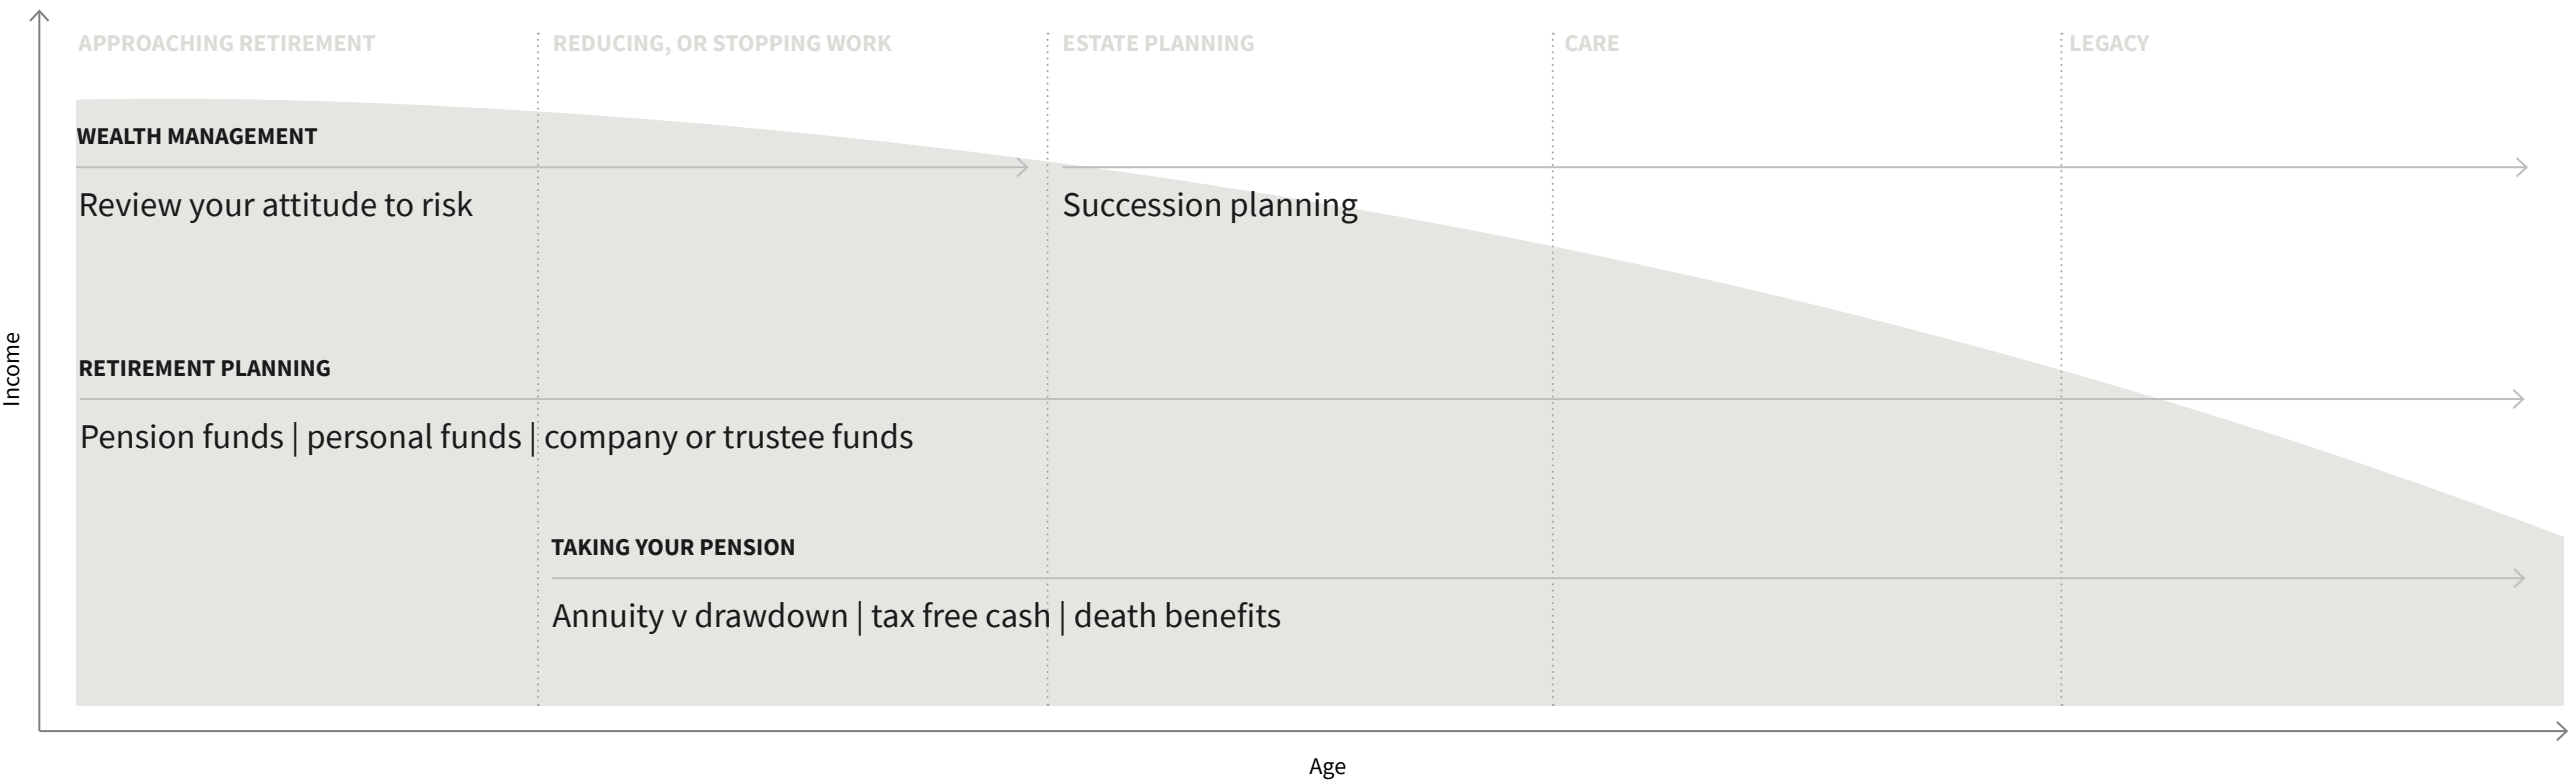 APPROACHING RETIREMENT
REDUCING, OR STOPPING WORK
ESTATE PLANNING
CARE
LEGACY
WEALTH MANAGEMENT
Review your attitude to risk
Succession planning
Income
RETIREMENT PLANNING
Pension funds | personal funds | company or trustee funds
TAKING YOUR PENSION
Annuity v drawdown | tax free cash | death benefits
Age